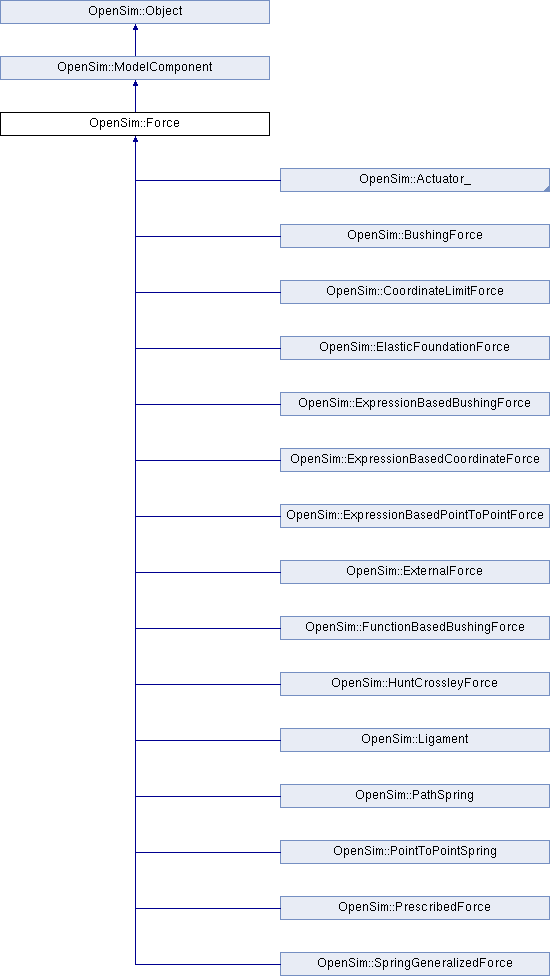 OpenSim::Object
OpenSim::ModelComponent
OpenSim::Force
OpenSim::Actuator_
OpenSim::BushingForce
OpenSim::CoordinateLimitForce
OpenSim::ElasticFoundationForce
OpenSim::ExpressionBasedBushingForce
OpenSim::ExpressionBasedCoordinateForce
OpenSim::ExpressionBasedPointToPointForce
OpenSim::ExternalForce
OpenSim::FunctionBasedBushingForce
OpenSim::HuntCrossleyForce
OpenSim::Ligament
OpenSim::PathSpring
OpenSim::PointToPointSpring
OpenSim::PrescribedForce
OpenSim::SpringGeneralizedForce